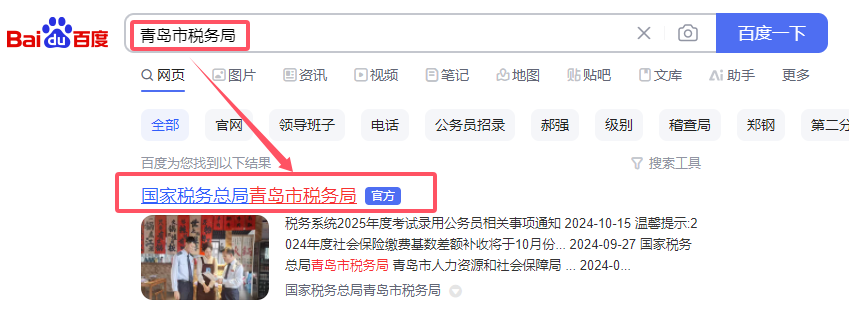 Bai du 百度 青岛市税务局 百度一下
网页 图片 资讯 视频 笔记 地图 贴吧 文库 Ai 助手 更多
全部 官网 领导班子 电话 公务员招录 郝强 级别 稽查局 郑钢 第二分
百度为您找到以下结果 搜索工具
国家税务总局青岛市税务局 官方
税务系统2025年度考试录用公务员相关事项通知 2024-10-15 温馨提示:2
024年度社会保险缴费基数差额补收将于10月份... 2024-09-27 国家税务
总局青岛市税务局 青岛市人力资源和社会保障局 ... 2024-0...
国家税务总局青岛市税务局